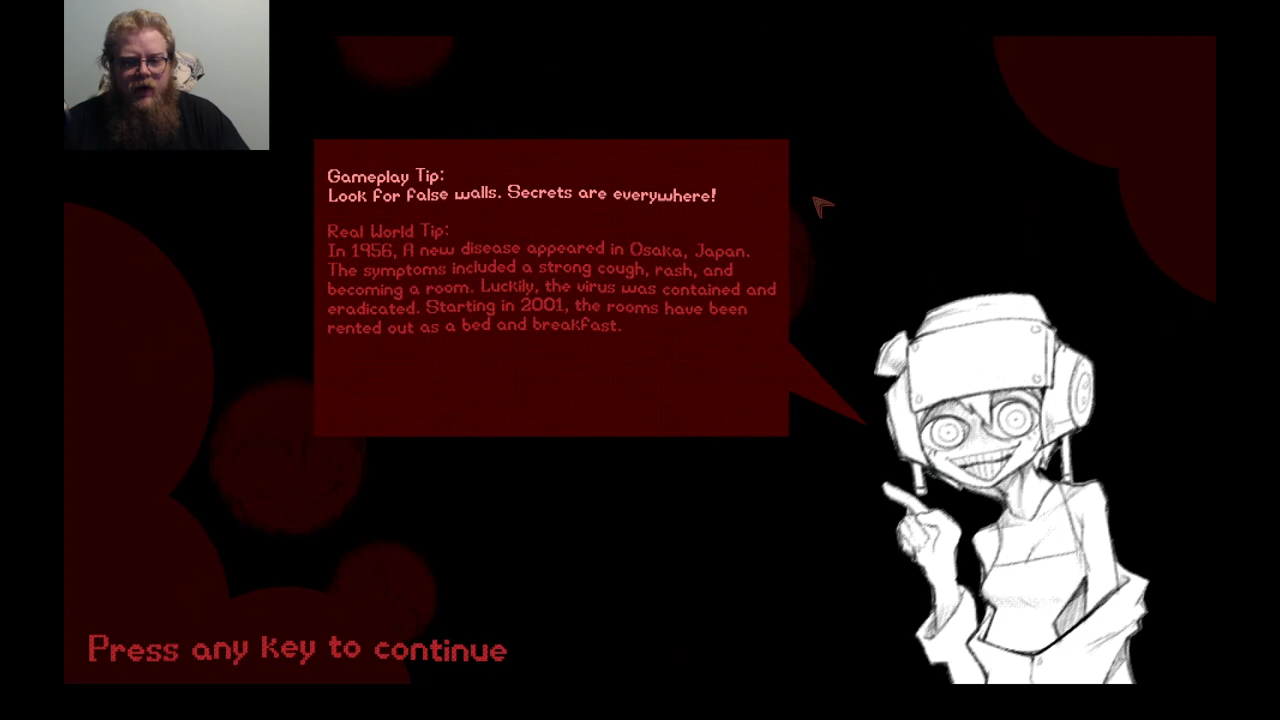 Gameplay Tip:
Look for false walls. Secrets are everywhere!
Real World Tip:
In 1956, A new disease appeared in Osaka, Japan.
The symptoms included a strong cough, rash, and
becoming a room. Luckily, the virus was contained and
eradicated. Starting in 2001, the rooms have been
rented out as a bed and breakfast.
Press any key to continue